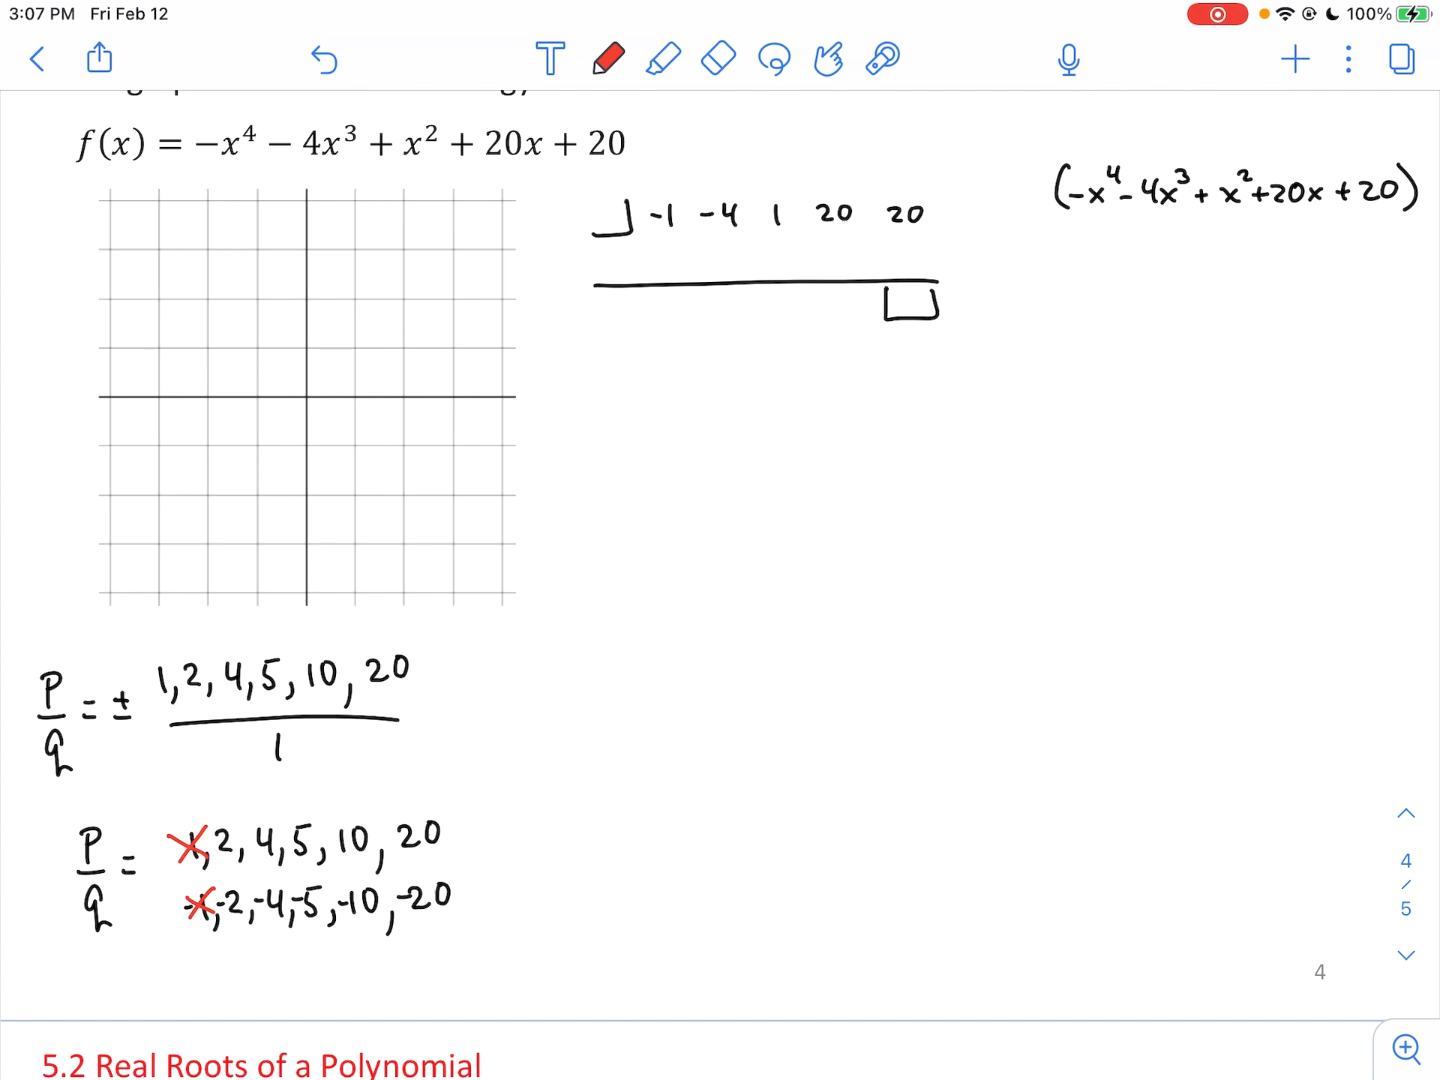 3:07 PM Fri Feb 12
100%
f(x) = −x⁴ − 4x³ + x² + 20x + 20
-1 -4 1 20 20
(-x⁴-4x³+x²+20x+20)
P/q = ± 1,2,4,5,10,20/1
P/q = 1,2,4,5,10,20
-1,-2,-4,-5,-10,-20
4
/
5
4
5.2 Real Roots of a Polynomial